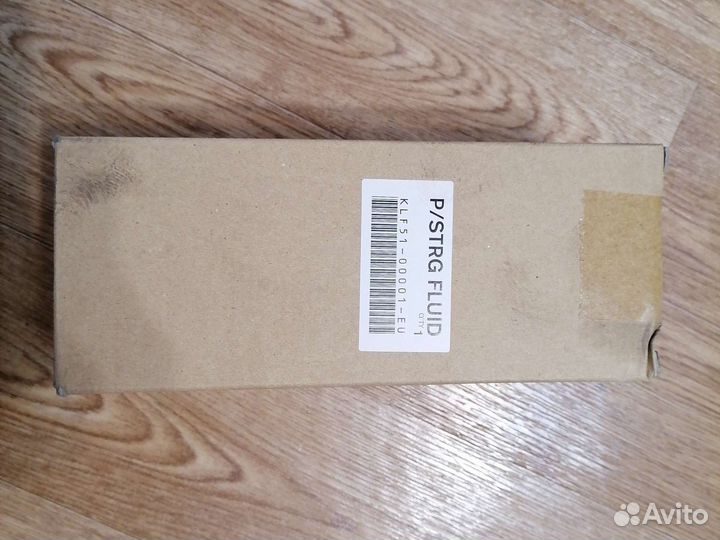 P/STRG FLUID
QTY 1
KLF51-00001-EU
Avito